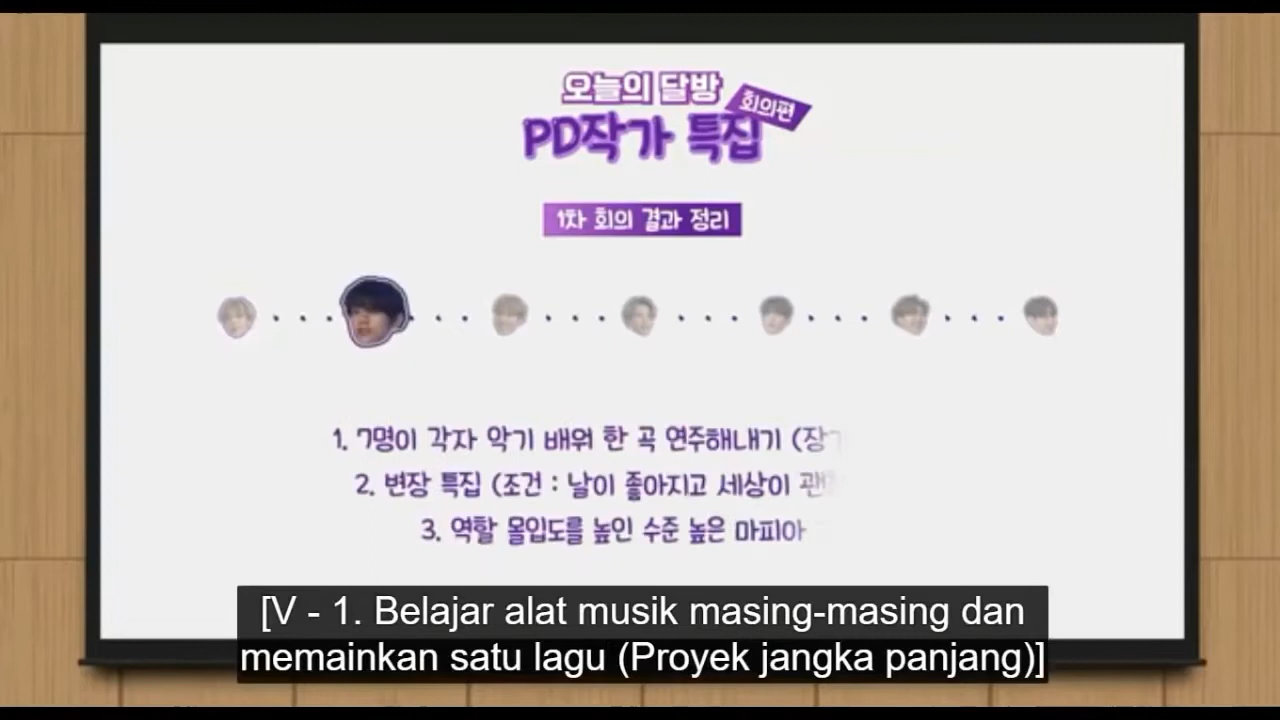 오늘의 달방
회의편
PD작가 특집
1차 회의 결과 정리
1. 7명이 각자 악기 배워 한 곡 연주해내기
2. 변장 특집 (조건 : 날이 좋아지고 세상이
3. 역할 몰입도를 높인 수준 높은 마피아
[V - 1. Belajar alat musik masing-masing dan
memainkan satu lagu (Proyek jangka panjang)]